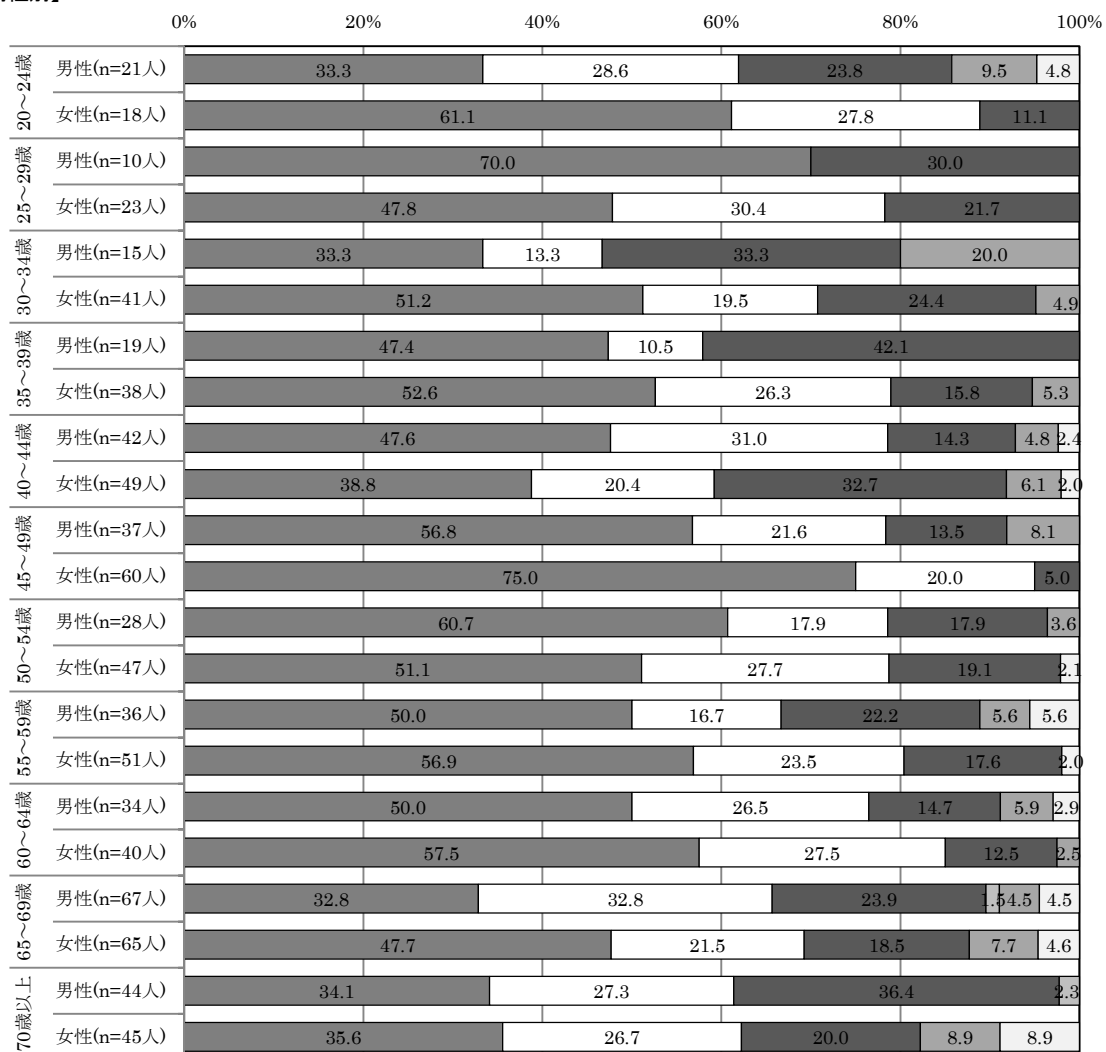 0% 20% 40% 60% 80% 100%
20～24歳
男性(n=21人) 33.3 28.6 23.8 9.5 4.8
女性(n=18人) 61.1 27.8 11.1
25～29歳
男性(n=10人) 70.0 30.0
女性(n=23人) 47.8 30.4 21.7
30～34歳
男性(n=15人) 33.3 13.3 33.3 20.0
女性(n=41人) 51.2 19.5 24.4 4.9
35～39歳
男性(n=19人) 47.4 10.5 42.1
女性(n=38人) 52.6 26.3 15.8 5.3
40～44歳
男性(n=42人) 47.6 31.0 14.3 4.8 2.4
女性(n=49人) 38.8 20.4 32.7 6.1 2.0
45～49歳
男性(n=37人) 56.8 21.6 13.5 8.1
女性(n=60人) 75.0 20.0 5.0
50～54歳
男性(n=28人) 60.7 17.9 17.9 3.6
女性(n=47人) 51.1 27.7 19.1 2.1
55～59歳
男性(n=36人) 50.0 16.7 22.2 5.6 5.6
女性(n=51人) 56.9 23.5 17.6 2.0
60～64歳
男性(n=34人) 50.0 26.5 14.7 5.9 2.9
女性(n=40人) 57.5 27.5 12.5 2.5
65～69歳
男性(n=67人) 32.8 32.8 23.9 1.5 4.5 4.5
女性(n=65人) 47.7 21.5 18.5 7.7 4.6
70歳以上
男性(n=44人) 34.1 27.3 36.4 2.3
女性(n=45人) 35.6 26.7 20.0 8.9 8.9